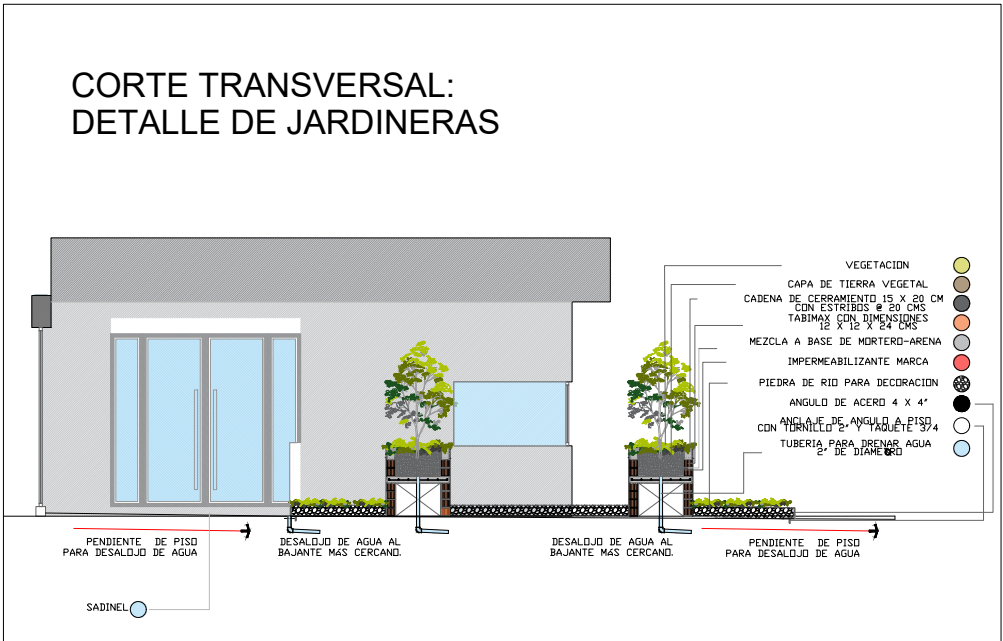 CORTE TRANSVERSAL:
DETALLE DE JARDINERAS
VEGETACION
CAPA DE TIERRA VEGETAL
CADENA DE CERRAMIENTO 15 X 20 CM
CON ESTRIBOS @ 20 CMS
TABIMAX CON DIMENSIONES
12 X 12 X 24 CMS
MEZCLA A BASE DE MORTERO-ARENA
IMPERMEABILIZANTE MARCA
PIEDRA DE RIO PARA DECORACION
ANGULO DE ACERO 4 X 4"
ANCLAJE DE ANGULO A PISO
CON TORNILLO 2" Y TAQUETE 3/4
TUBERIA PARA DRENAR AGUA
2" DE DIAMETRO
PENDIENTE DE PISO
PARA DESALOJO DE AGUA
DESALOJO DE AGUA AL
BAJANTE MáS CERCANO.
DESALOJO DE AGUA AL
BAJANTE MáS CERCANO.
PENDIENTE DE PISO
PARA DESALOJO DE AGUA
SADINEL